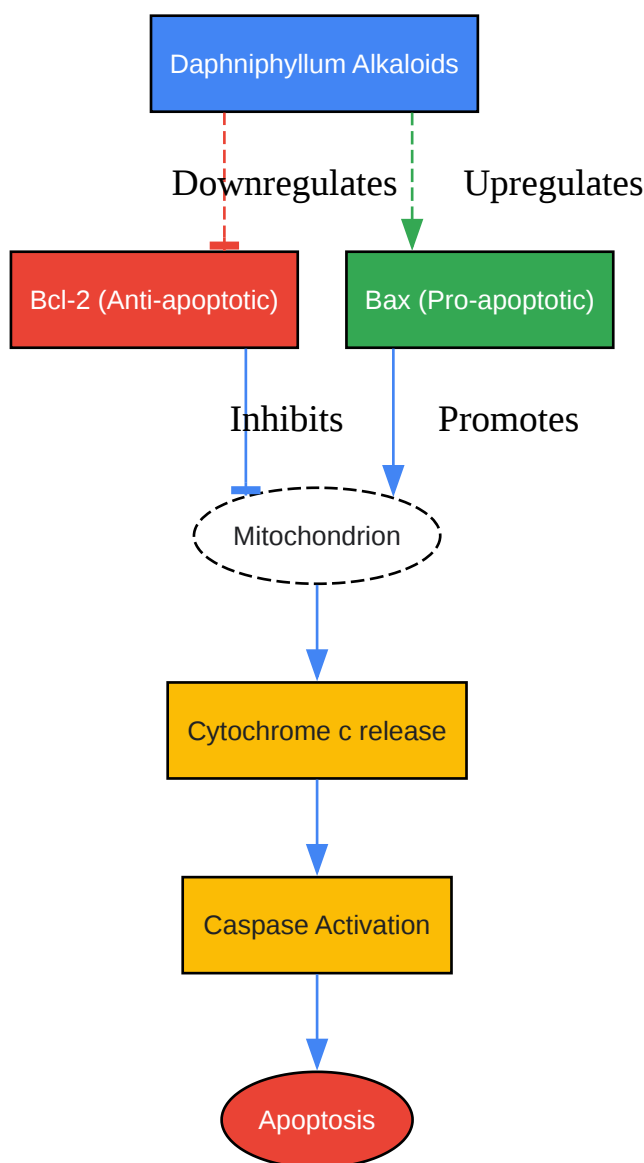 Daphniphyllum Alkaloids
Downregulates
Upregulates
Bcl-2 (Anti-apoptotic)
Bax (Pro-apoptotic)
Inhibits
Promotes
Mitochondrion
Cytochrome c release
Caspase Activation
Apoptosis